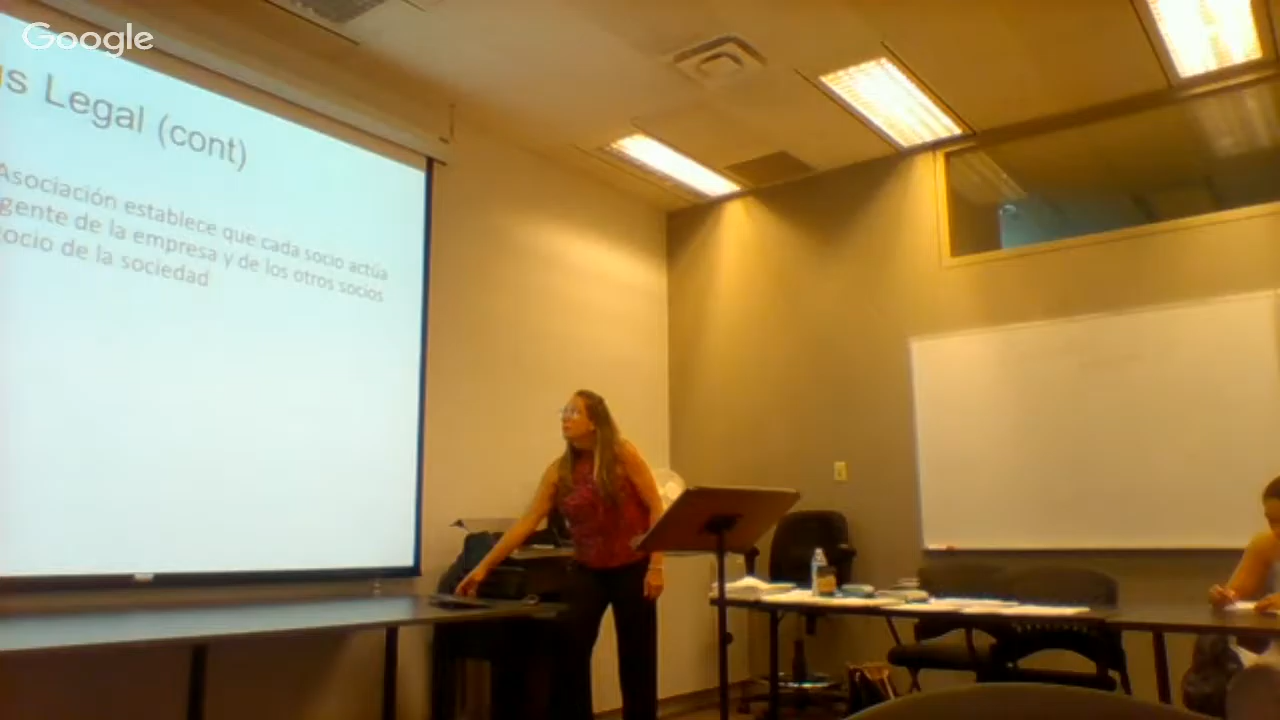 Google
s Legal (cont)
Asociación establece que cada socio actúa
gente de la empresa y de los otros socios
ocio de la sociedad